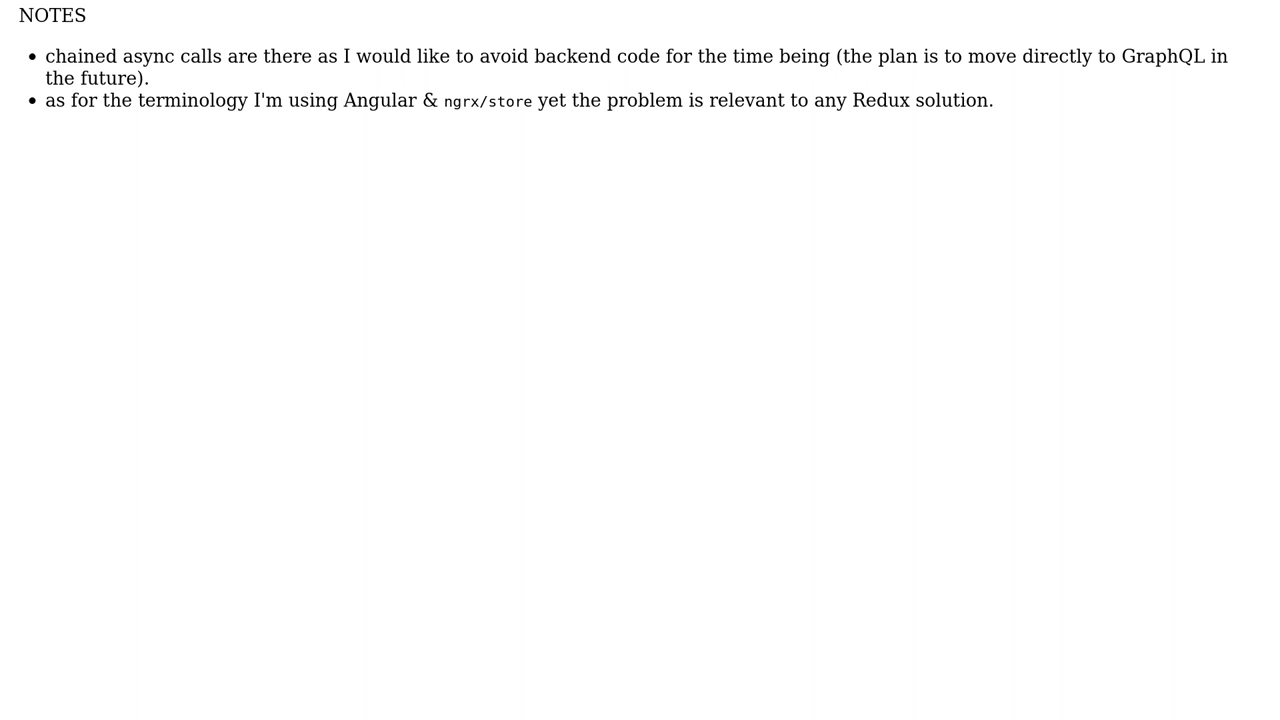 NOTES
• chained async calls are there as I would like to avoid backend code for the time being (the plan is to move directly to GraphQL in
the future).
• as for the terminology I'm using Angular & ngrx/store yet the problem is relevant to any Redux solution.